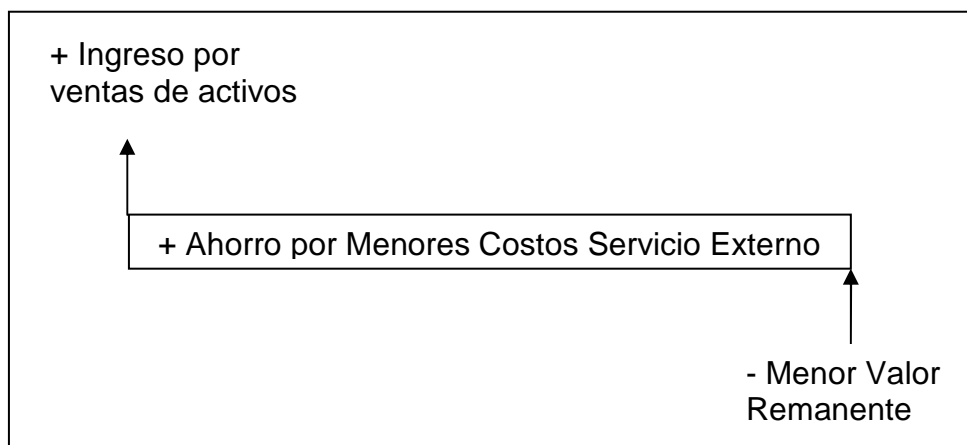 + Ingreso por
ventas de activos
+ Ahorro por Menores Costos Servicio Externo
- Menor Valor
Remanente